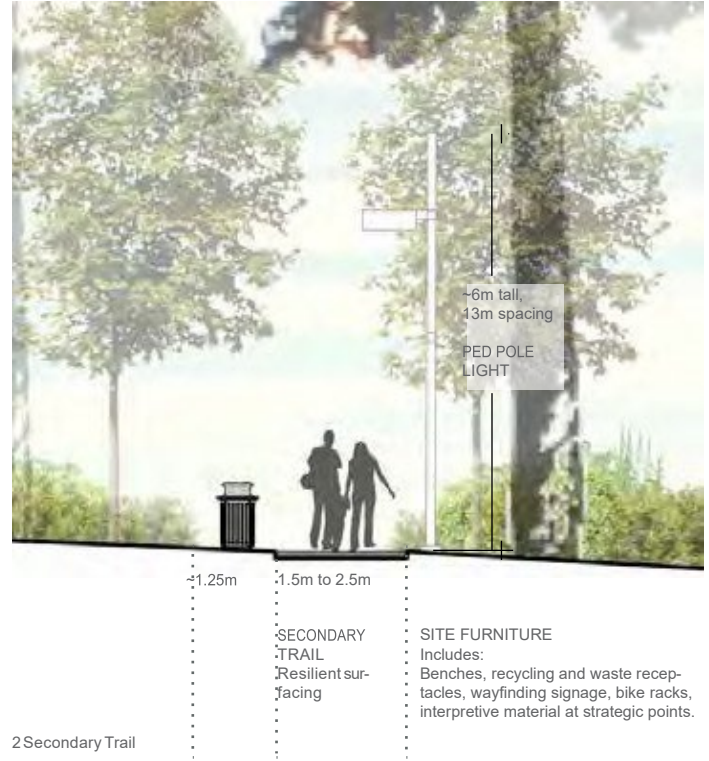 ~6m tall,
13m spacing
PED POLE
LIGHT
~1.25m
1.5m to 2.5m
SECONDARY
TRAIL
Resilient sur-
facing
SITE FURNITURE
Includes:
Benches, recycling and waste recep-
tacles, wayfinding signage, bike racks,
interpretive material at strategic points.
2 Secondary Trail